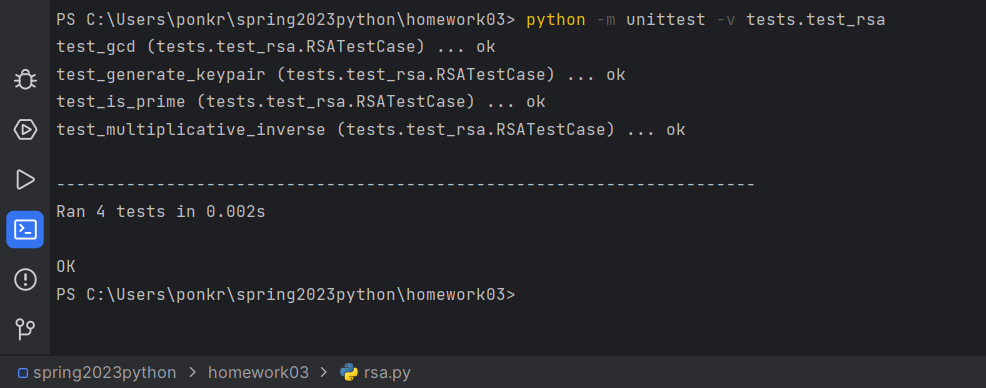 PS C:\Users\ponkr\spring2023python\homework03> python -m unittest -v tests.test_rsa
test_gcd (tests.test_rsa.RSATestCase) ... ok
test_generate_keypair (tests.test_rsa.RSATestCase) ... ok
test_is_prime (tests.test_rsa.RSATestCase) ... ok
test_multiplicative_inverse (tests.test_rsa.RSATestCase) ... ok
----------------------------------------------------------------------
Ran 4 tests in 0.002s
OK
PS C:\Users\ponkr\spring2023python\homework03>
spring2023python > homework03 > rsa.py